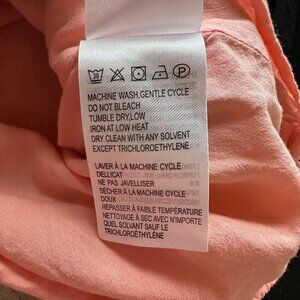 MACHINE WASH,GENTLE CYCLE
DO NOT BLEACH
TUMBLE DRY,LOW
IRON AT LOW HEAT
DRY CLEAN WITH ANY SOLVENT
EXCEPT TRICHLOROETHYLENE
LAVER À LA MACHINE CYCLE
DELLICAT
NE PAS JAVELLISER
SÉCHER À LA MACHINE CYCLE
DOUX
REPASSER À FAIBLE TEMPÉRATURE
NETTOYAGE À SEC AVEC N'IMPORTE
QUEL SOLVANT SAUF LE
TRICHLOROÉTHYLÈNE